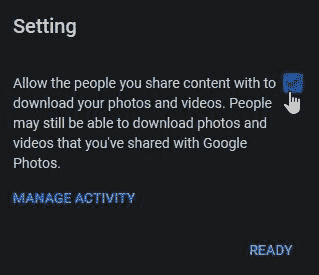 Setting
Allow the people you share content with to
download your photos and videos. People
may still be able to download photos and
videos that you've shared with Google
Photos.
MANAGE ACTIVITY
READY